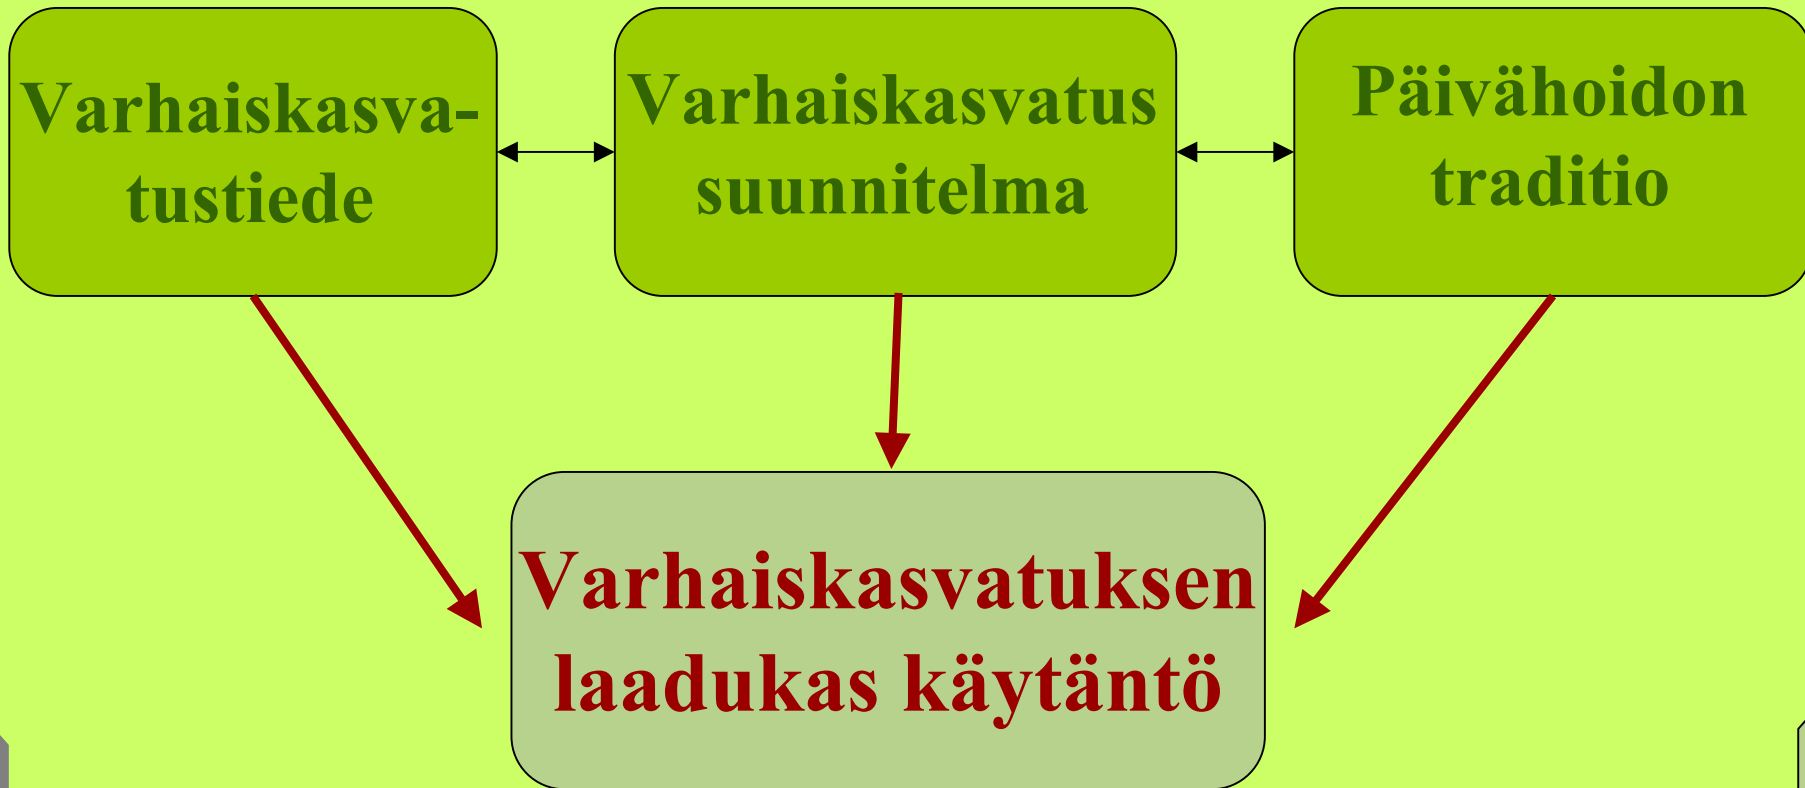 Varhaiskasva-
tustiede
Varhaiskasvatus
suunnitelma
Päivähoidon
traditio
Varhaiskasvatuksen
laadukas käytäntö